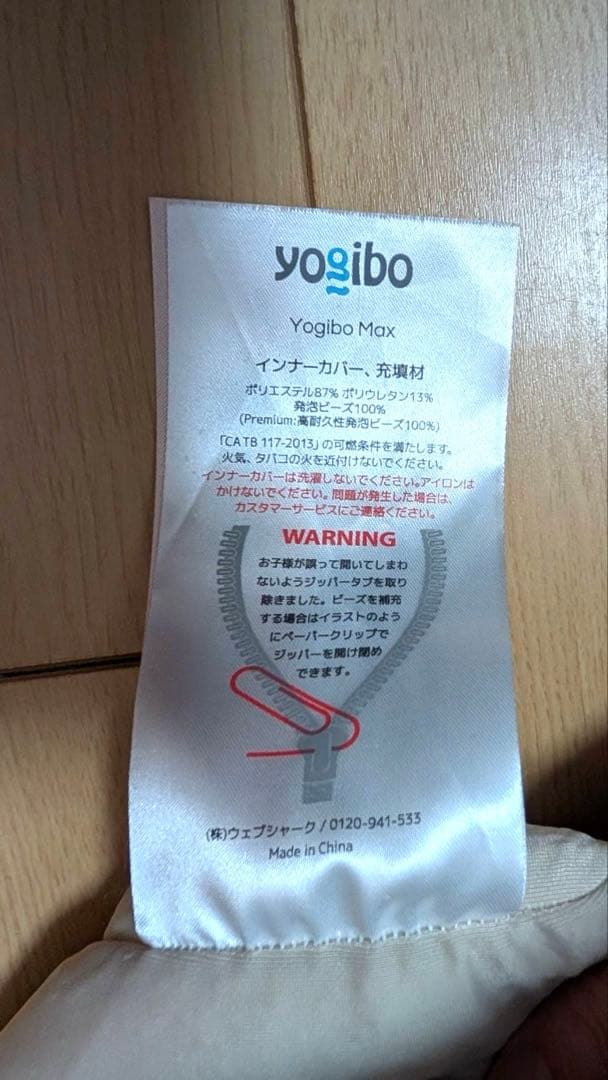 yogibo
Yogibo Max
インナーカバー、充填材
ポリエステル87% ポリウレタン13%
発泡ビーズ100%
(Premium:高耐久性発泡ビーズ100%)
「CA TB 117-2013」の可燃条件を満たします。
火気、タバコの火を近付けないでください。
インナーカバーは洗濯しないでください。アイロンは
かけないでください。問題が発生した場合は、
カスタマーサービスにご連絡ください。
WARNING
お子様が誤って開いてしまわ
ないようジッパータブを取り
除きました。ビーズを補充
する場合はイラストのよう
にペーパークリップで
ジッパーを開け閉め
できます。
(株)ウェブシャーク / 0120-941-533
Made in China